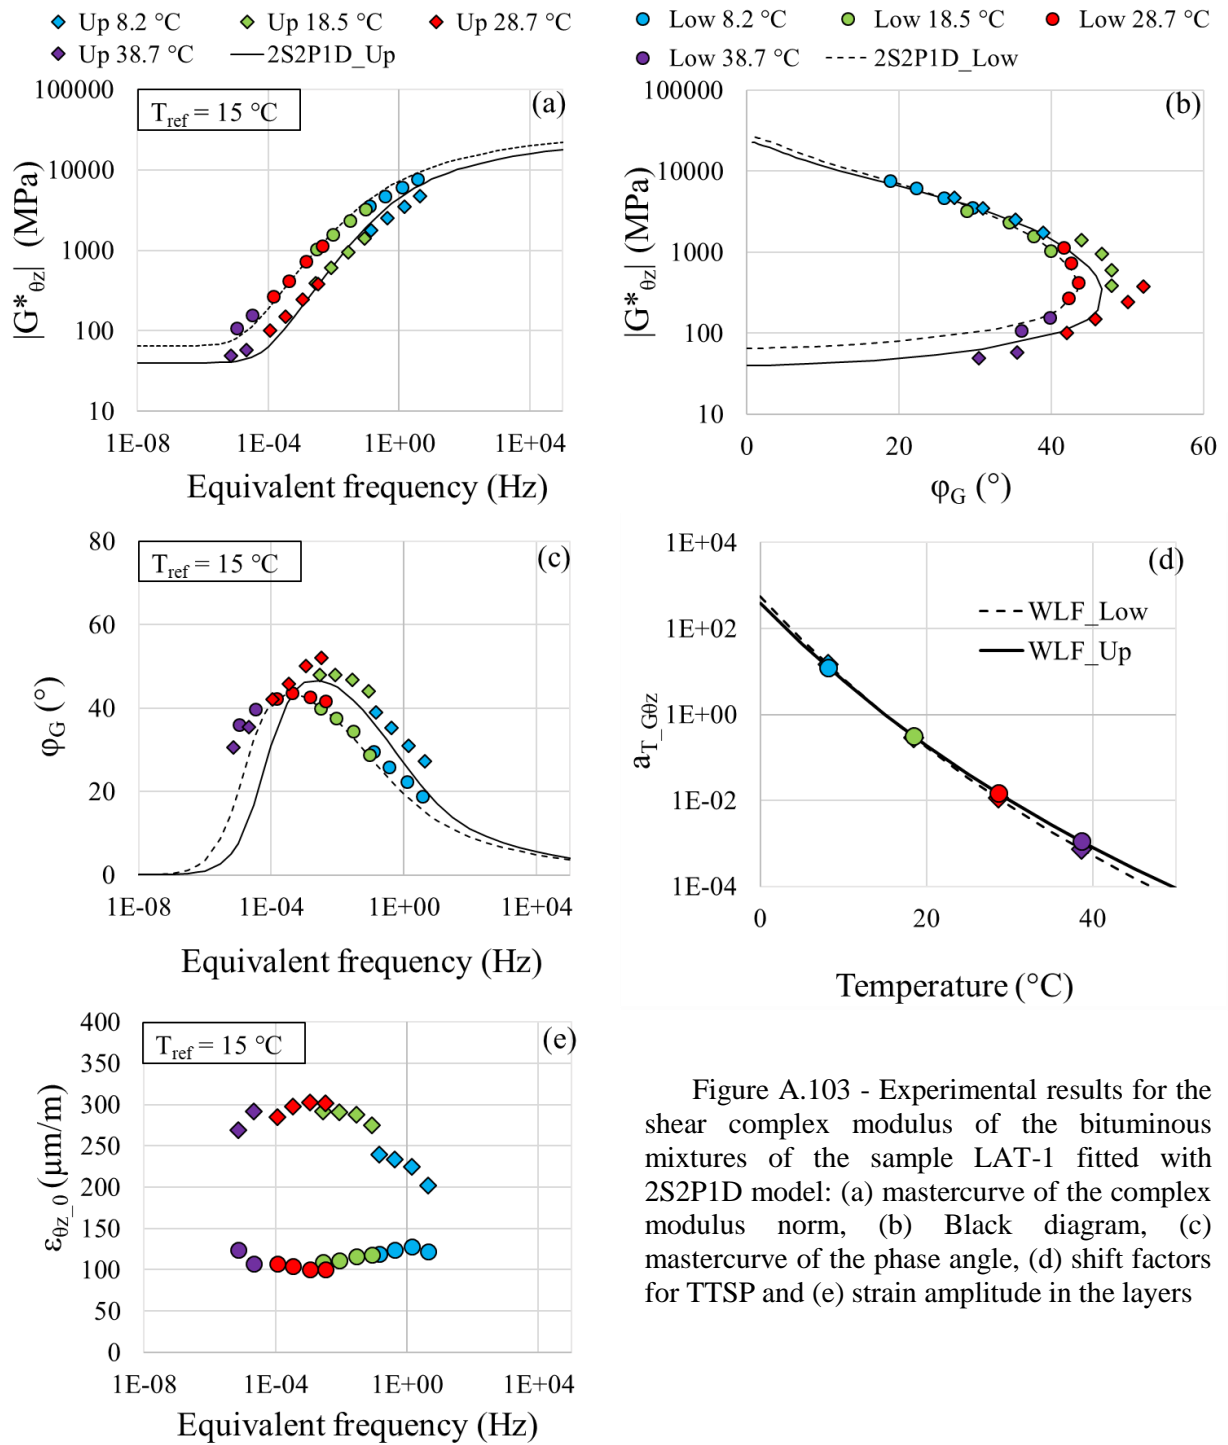 Up 8.2 °C Up 18.5 °C Up 28.7 °C
Up 38.7 °C 2S2P1D_Up
Low 8.2 °C Low 18.5 °C Low 28.7 °C
Low 38.7 °C 2S2P1D_Low
100000
10000
1000
100
10
T_ref = 15 °C
(a)
|G*_θz| (MPa)
1E-08 1E-04 1E+00 1E+04
Equivalent frequency (Hz)
100000
10000
1000
100
10
(b)
|G*_θz| (MPa)
0 20 40 60
φ_G (°)
80
60
40
20
0
T_ref = 15 °C
(c)
φ_G (°)
1E-08 1E-04 1E+00 1E+04
Equivalent frequency (Hz)
1E+04
1E+02
1E+00
1E-02
1E-04
(d)
WLF_Low
WLF_Up
a_T_Gθz
0 20 40
Temperature (°C)
400
350
300
250
200
150
100
50
0
T_ref = 15 °C
(e)
ε_θz_0 (μm/m)
1E-08 1E-04 1E+00 1E+04
Equivalent frequency (Hz)
Figure A.103 - Experimental results for the
shear complex modulus of the bituminous
mixtures of the sample LAT-1 fitted with
2S2P1D model: (a) mastercurve of the complex
modulus norm, (b) Black diagram, (c)
mastercurve of the phase angle, (d) shift factors
for TTSP and (e) strain amplitude in the layers